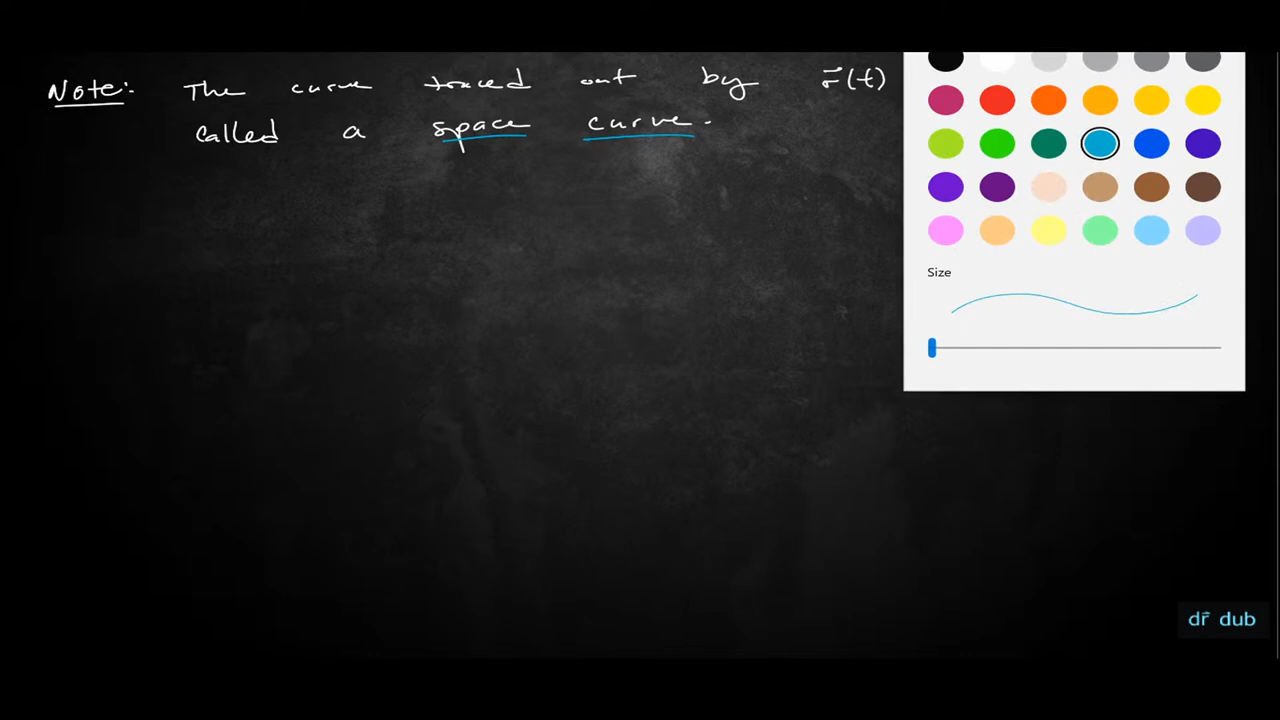 Note: The curve traced out by r⃗(t)
called a space curve.
Size
dr⃗ dub